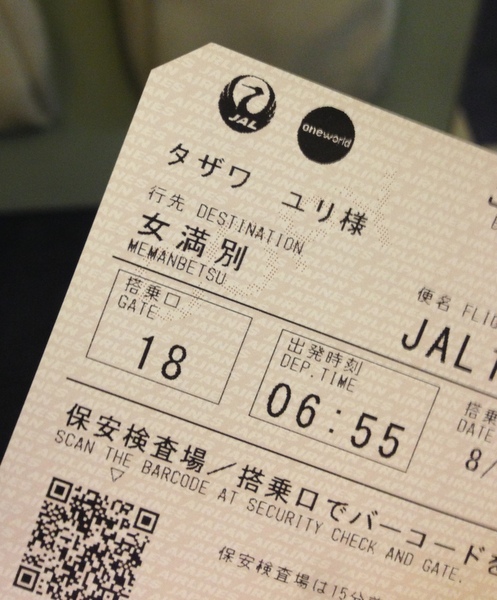 JAL
oneworld
タザワ ユリ様
行先 DESTINATION
女満別
MEMANBETSU
便名
JAL
搭乗口
GATE
18
出発時刻
DEP.TIME
06:55
DATE
8/
保安検査場／搭乗口でバーコードを
SCAN THE BARCODE AT SECURITY CHECK AND GATE.
保安検査場は15分